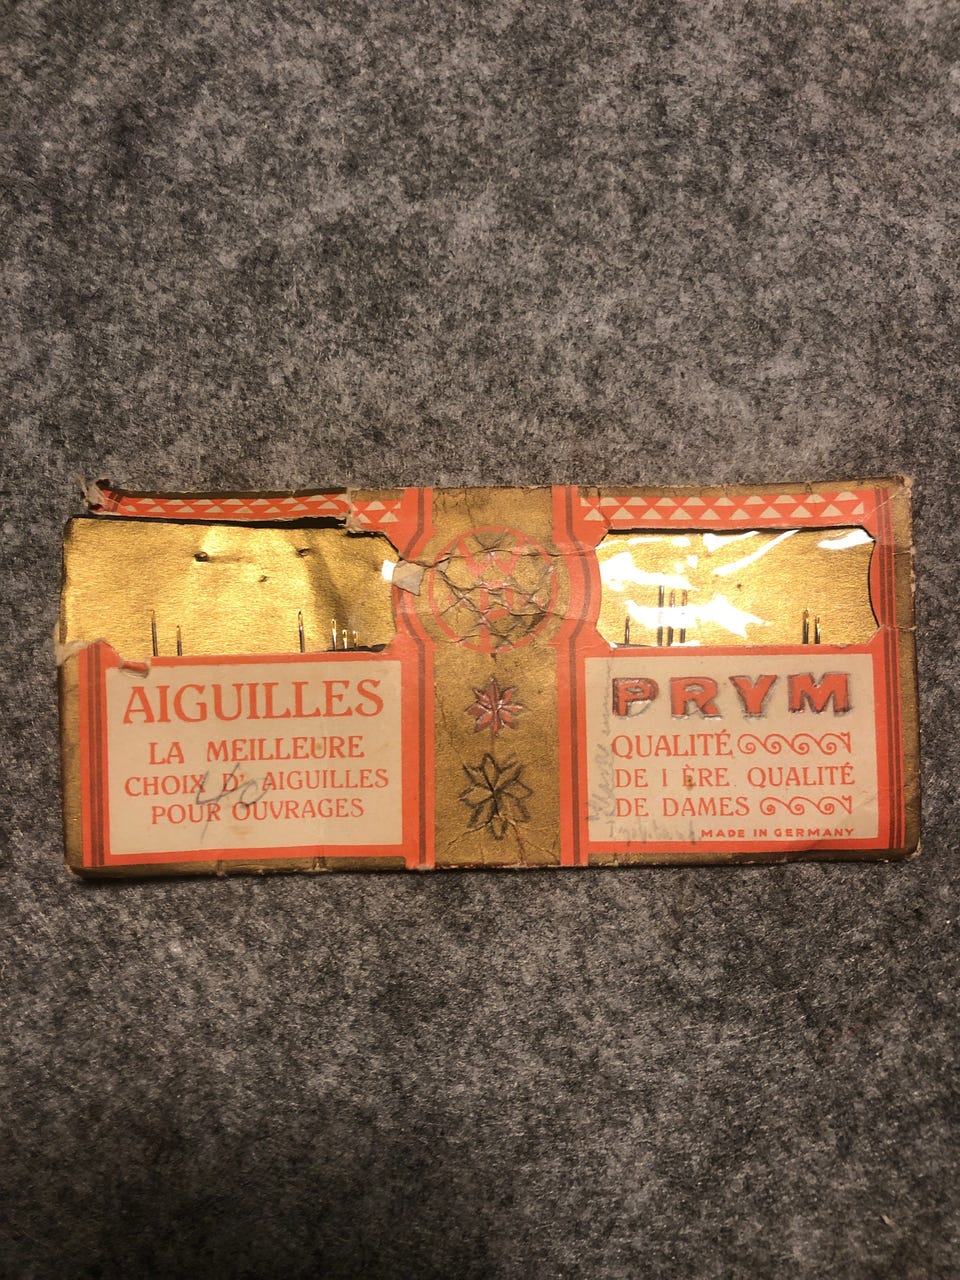 AIGUILLES
LA MEILLEURE
CHOIX D' AIGUILLES
POUR OUVRAGES
PRYM
QUALITÉ
DE I ÈRE QUALITÉ
DE DAMES
MADE IN GERMANY